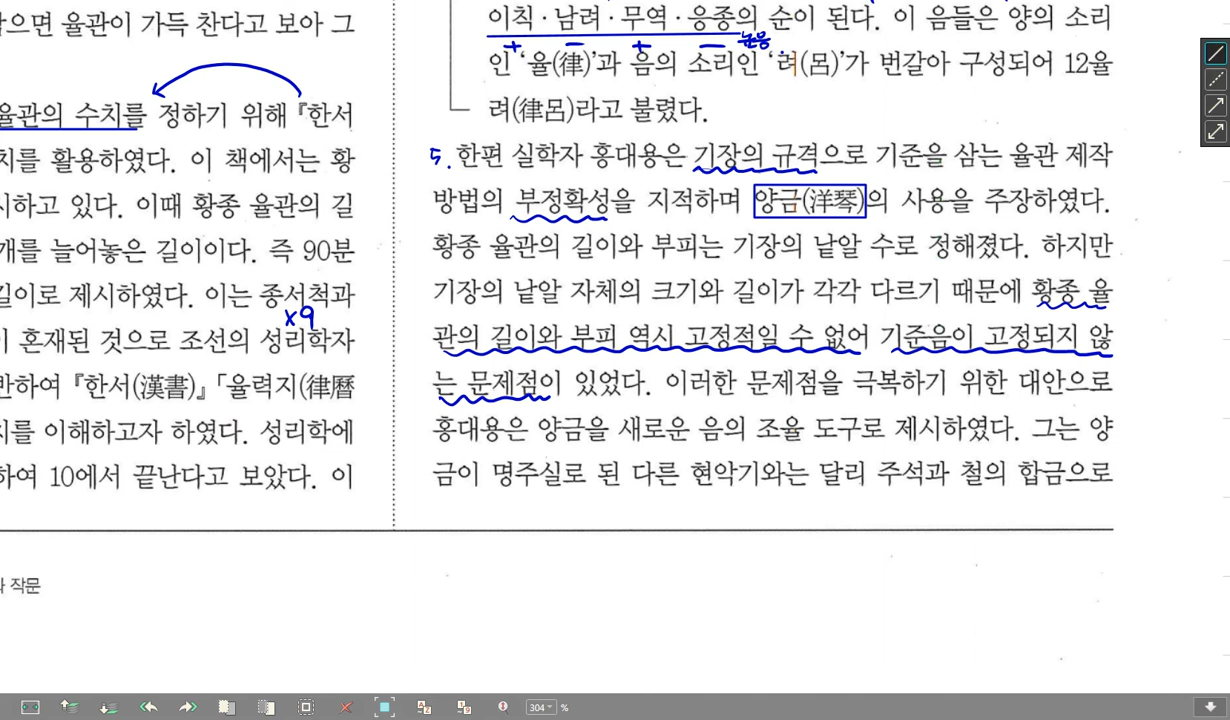 않으면 율관이 가득 찬다고 보아 그
율관의 수치를 정하기 위해 『한서
치를 활용하였다. 이 책에서는 황
시하고 있다. 이때 황종 율관의 길
개를 늘어놓은 길이이다. 즉 90분
길이로 제시하였다. 이는 종서척과
×9
이 혼재된 것으로 조선의 성리학자
반하여 『한서(漢書)』「율력지(律曆
치를 이해하고자 하였다. 성리학에
하여 10에서 끝난다고 보았다. 이
이칙·남려·무역·응종의 순이 된다. 이 음들은 양의 소리
+ − + −
인 '율(律)'과 음의 소리인 '려(呂)'가 번갈아 구성되어 12율
려(律呂)라고 불렸다.
5. 한편 실학자 홍대용은 기장의 규격으로 기준을 삼는 율관 제작
방법의 부정확성을 지적하며 양금(洋琴)의 사용을 주장하였다.
황종 율관의 길이와 부피는 기장의 낱알 수로 정해졌다. 하지만
기장의 낱알 자체의 크기와 길이가 각각 다르기 때문에 황종 율
관의 길이와 부피 역시 고정적일 수 없어 기준음이 고정되지 않
는 문제점이 있었다. 이러한 문제점을 극복하기 위한 대안으로
홍대용은 양금을 새로운 음의 조율 도구로 제시하였다. 그는 양
금이 명주실로 된 다른 현악기와는 달리 주석과 철의 합금으로
와 작문
304 %